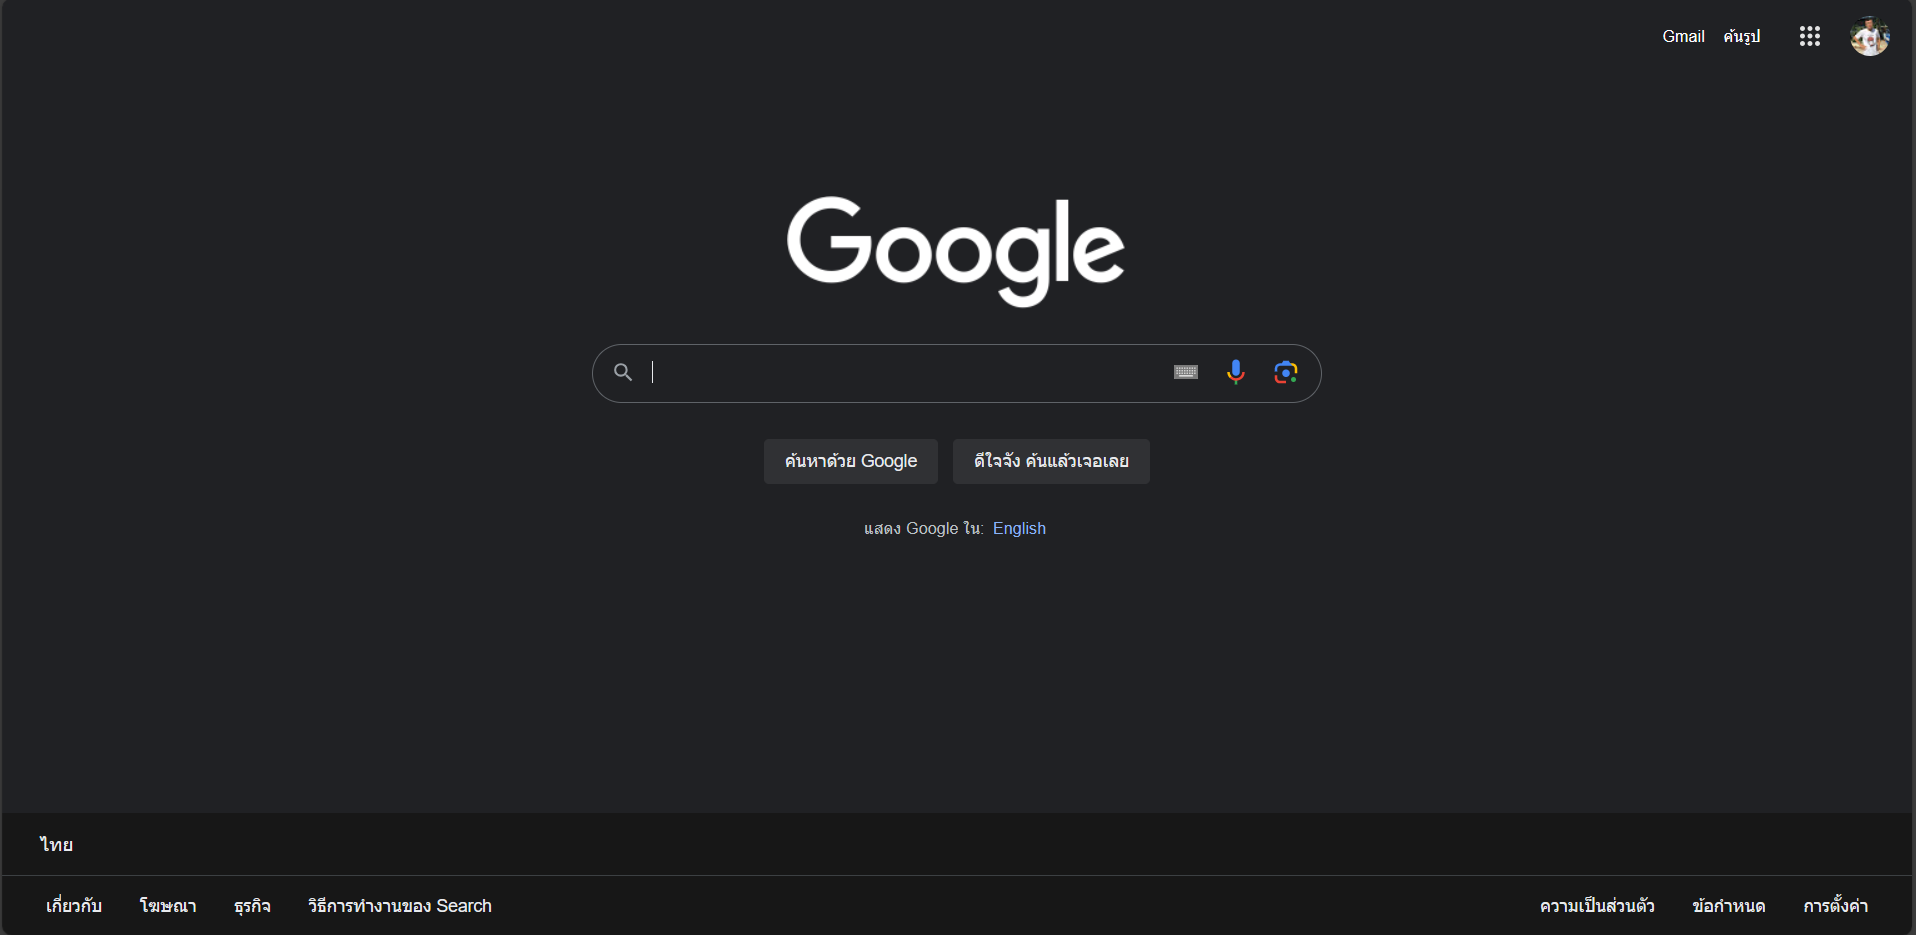 Gmail ค้นรูป
Google
ค้นหาด้วย Google ดีใจจัง ค้นแล้วเจอเลย
แสดง Google ใน: English
ไทย
เกี่ยวกับ โฆษณา ธุรกิจ วิธีการทำงานของ Search ความเป็นส่วนตัว ข้อกำหนด การตั้งค่า